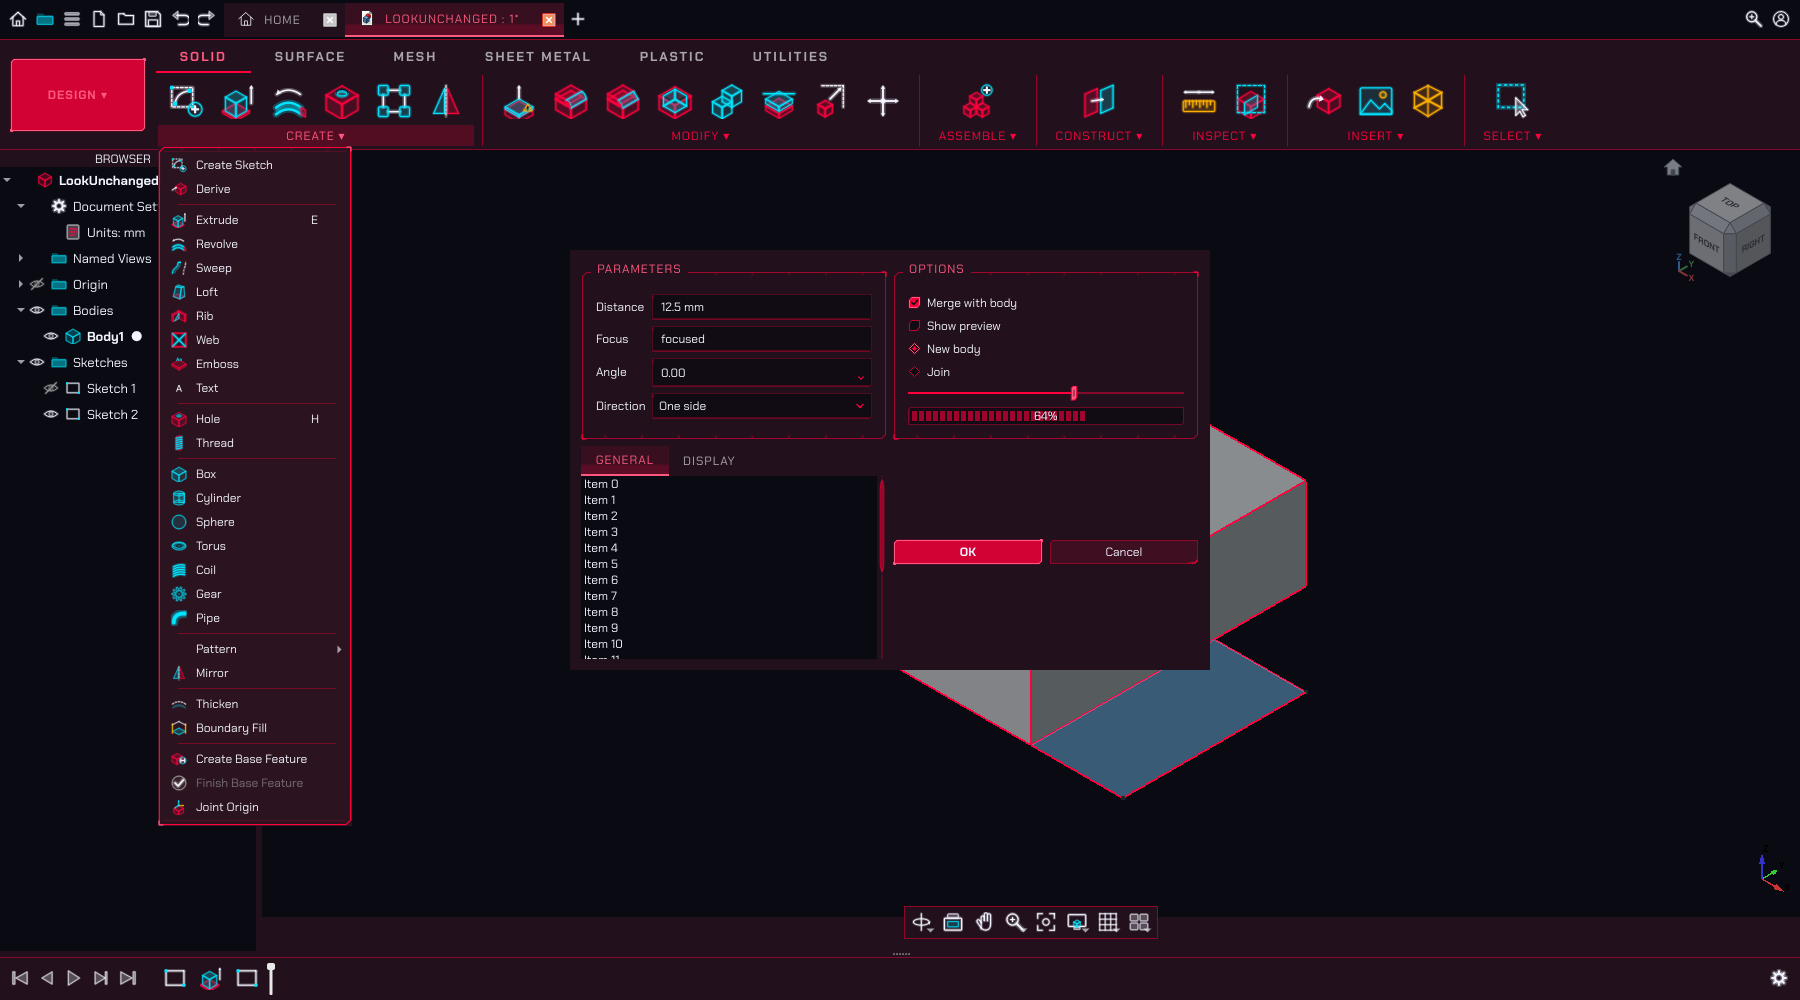 HOME
LOOKUNCHANGED : 1*
DESIGN
SOLID
SURFACE
MESH
SHEET METAL
PLASTIC
UTILITIES
CREATE
MODIFY
ASSEMBLE
CONSTRUCT
INSPECT
INSERT
SELECT
BROWSER
LookUnchanged
Document Set
Units: mm
Named Views
Origin
Bodies
Body1
Sketches
Sketch 1
Sketch 2
Create Sketch
Derive
Extrude E
Revolve
Sweep
Loft
Rib
Web
Emboss
A Text
Hole H
Thread
Box
Cylinder
Sphere
Torus
Coil
Gear
Pipe
Pattern
Mirror
Thicken
Boundary Fill
Create Base Feature
Finish Base Feature
Joint Origin
PARAMETERS
Distance 12.5 mm
Focus focused
Angle 0.00
Direction One side
OPTIONS
Merge with body
Show preview
New body
Join
64%
GENERAL
DISPLAY
Item 0
Item 1
Item 2
Item 3
Item 4
Item 5
Item 6
Item 7
Item 8
Item 9
Item 10
Item 11
OK
Cancel
TOP
FRONT
RIGHT
Z
Y
X
Z